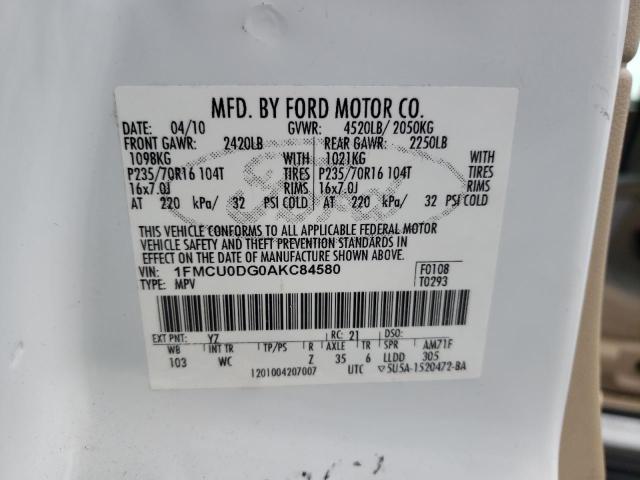 MFD. BY FORD MOTOR CO.
DATE: 04/10 GVWR: 4520LB/ 2050KG
FRONT GAWR: 2420LB REAR GAWR: 2250LB
1098KG WITH 1021KG WITH
P235/70R16 104T TIRES P235/70R16 104T TIRES
16x7.0J RIMS 16x7.0J RIMS
AT 220 kPa/ 32 PSI COLD AT 220 kPa/ 32 PSI COLD
THIS VEHICLE CONFORMS TO ALL APPLICABLE FEDERAL MOTOR
VEHICLE SAFETY AND THEFT PREVENTION STANDARDS IN
EFFECT ON THE DATE OF MANUFACTURE SHOWN ABOVE.
VIN: 1FMCU0DG0AKC84580 F0108
TYPE: MPV T0293
EXT PNT: YZ RC: 21 DSO:
WB INT TR TP/PS R AXLE TR SPR AM71F
103 WC Z 35 6 LLDD 305
1201004207007 UTC ▽5U5A-1520472-BA